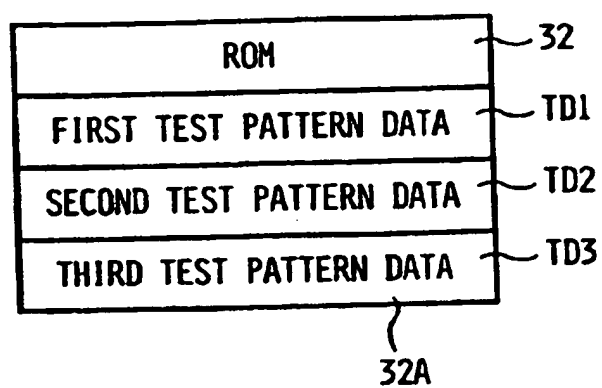 ROM 32
FIRST TEST PATTERN DATA TD1
SECOND TEST PATTERN DATA TD2
THIRD TEST PATTERN DATA TD3
32A